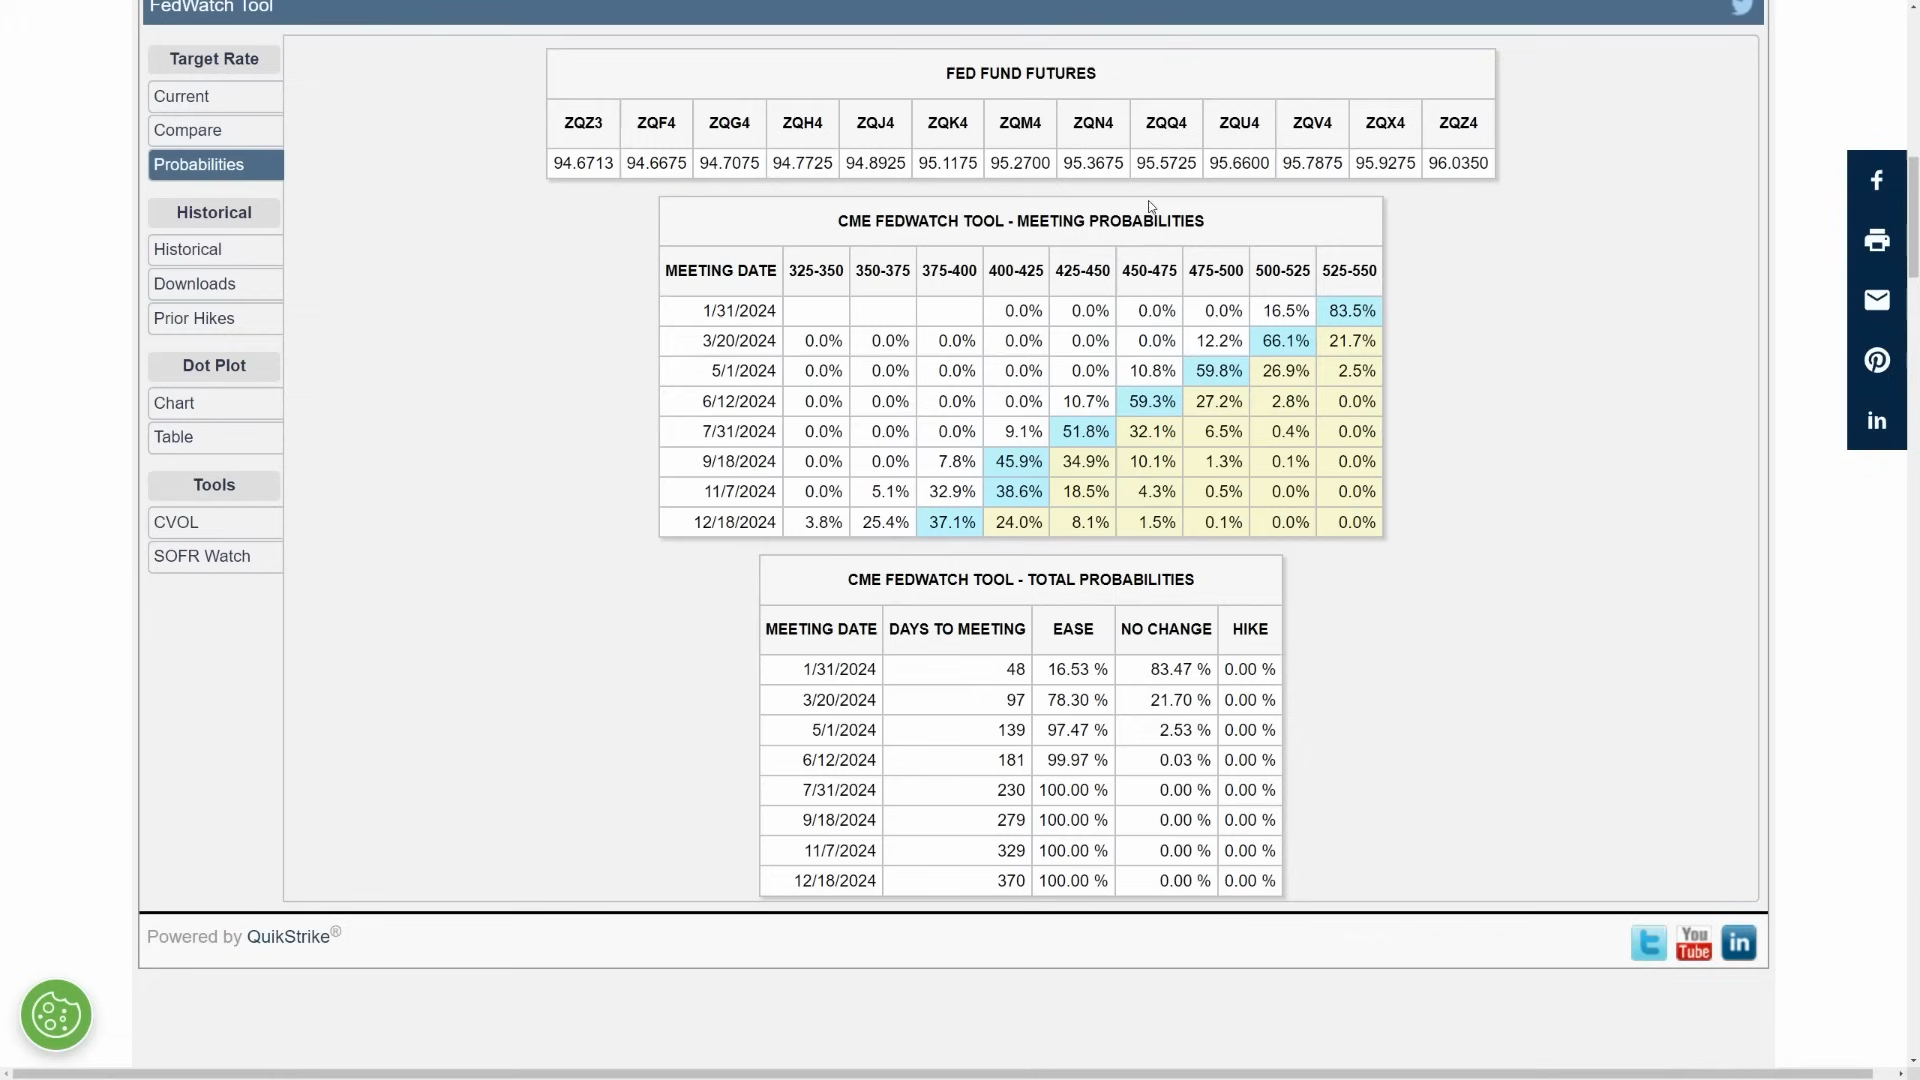 FedWatch Tool
Target Rate
Current
Compare
Probabilities
Historical
Historical
Downloads
Prior Hikes
Dot Plot
Chart
Table
Tools
CVOL
SOFR Watch
FED FUND FUTURES
ZQZ3 ZQF4 ZQG4 ZQH4 ZQJ4 ZQK4 ZQM4 ZQN4 ZQQ4 ZQU4 ZQV4 ZQX4 ZQZ4
94.6713 94.6675 94.7075 94.7725 94.8925 95.1175 95.2700 95.3675 95.5725 95.6600 95.7875 95.9275 96.0350
CME FEDWATCH TOOL - MEETING PROBABILITIES
MEETING DATE 325-350 350-375 375-400 400-425 425-450 450-475 475-500 500-525 525-550
1/31/2024 0.0% 0.0% 0.0% 0.0% 16.5% 83.5%
3/20/2024 0.0% 0.0% 0.0% 0.0% 0.0% 0.0% 12.2% 66.1% 21.7%
5/1/2024 0.0% 0.0% 0.0% 0.0% 0.0% 10.8% 59.8% 26.9% 2.5%
6/12/2024 0.0% 0.0% 0.0% 0.0% 10.7% 59.3% 27.2% 2.8% 0.0%
7/31/2024 0.0% 0.0% 0.0% 9.1% 51.8% 32.1% 6.5% 0.4% 0.0%
9/18/2024 0.0% 0.0% 7.8% 45.9% 34.9% 10.1% 1.3% 0.1% 0.0%
11/7/2024 0.0% 5.1% 32.9% 38.6% 18.5% 4.3% 0.5% 0.0% 0.0%
12/18/2024 3.8% 25.4% 37.1% 24.0% 8.1% 1.5% 0.1% 0.0% 0.0%
CME FEDWATCH TOOL - TOTAL PROBABILITIES
MEETING DATE DAYS TO MEETING EASE NO CHANGE HIKE
1/31/2024 48 16.53 % 83.47 % 0.00 %
3/20/2024 97 78.30 % 21.70 % 0.00 %
5/1/2024 139 97.47 % 2.53 % 0.00 %
6/12/2024 181 99.97 % 0.03 % 0.00 %
7/31/2024 230 100.00 % 0.00 % 0.00 %
9/18/2024 279 100.00 % 0.00 % 0.00 %
11/7/2024 329 100.00 % 0.00 % 0.00 %
12/18/2024 370 100.00 % 0.00 % 0.00 %
Powered by QuikStrike®
You
Tube
in
in